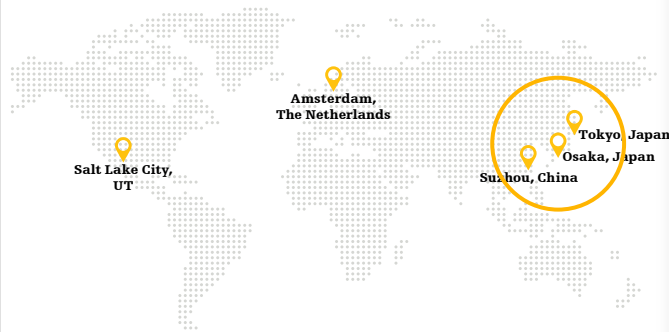 Amsterdam,
The Netherlands
Tokyo, Japan
Osaka, Japan
Salt Lake City,
UT
Suzhou, China